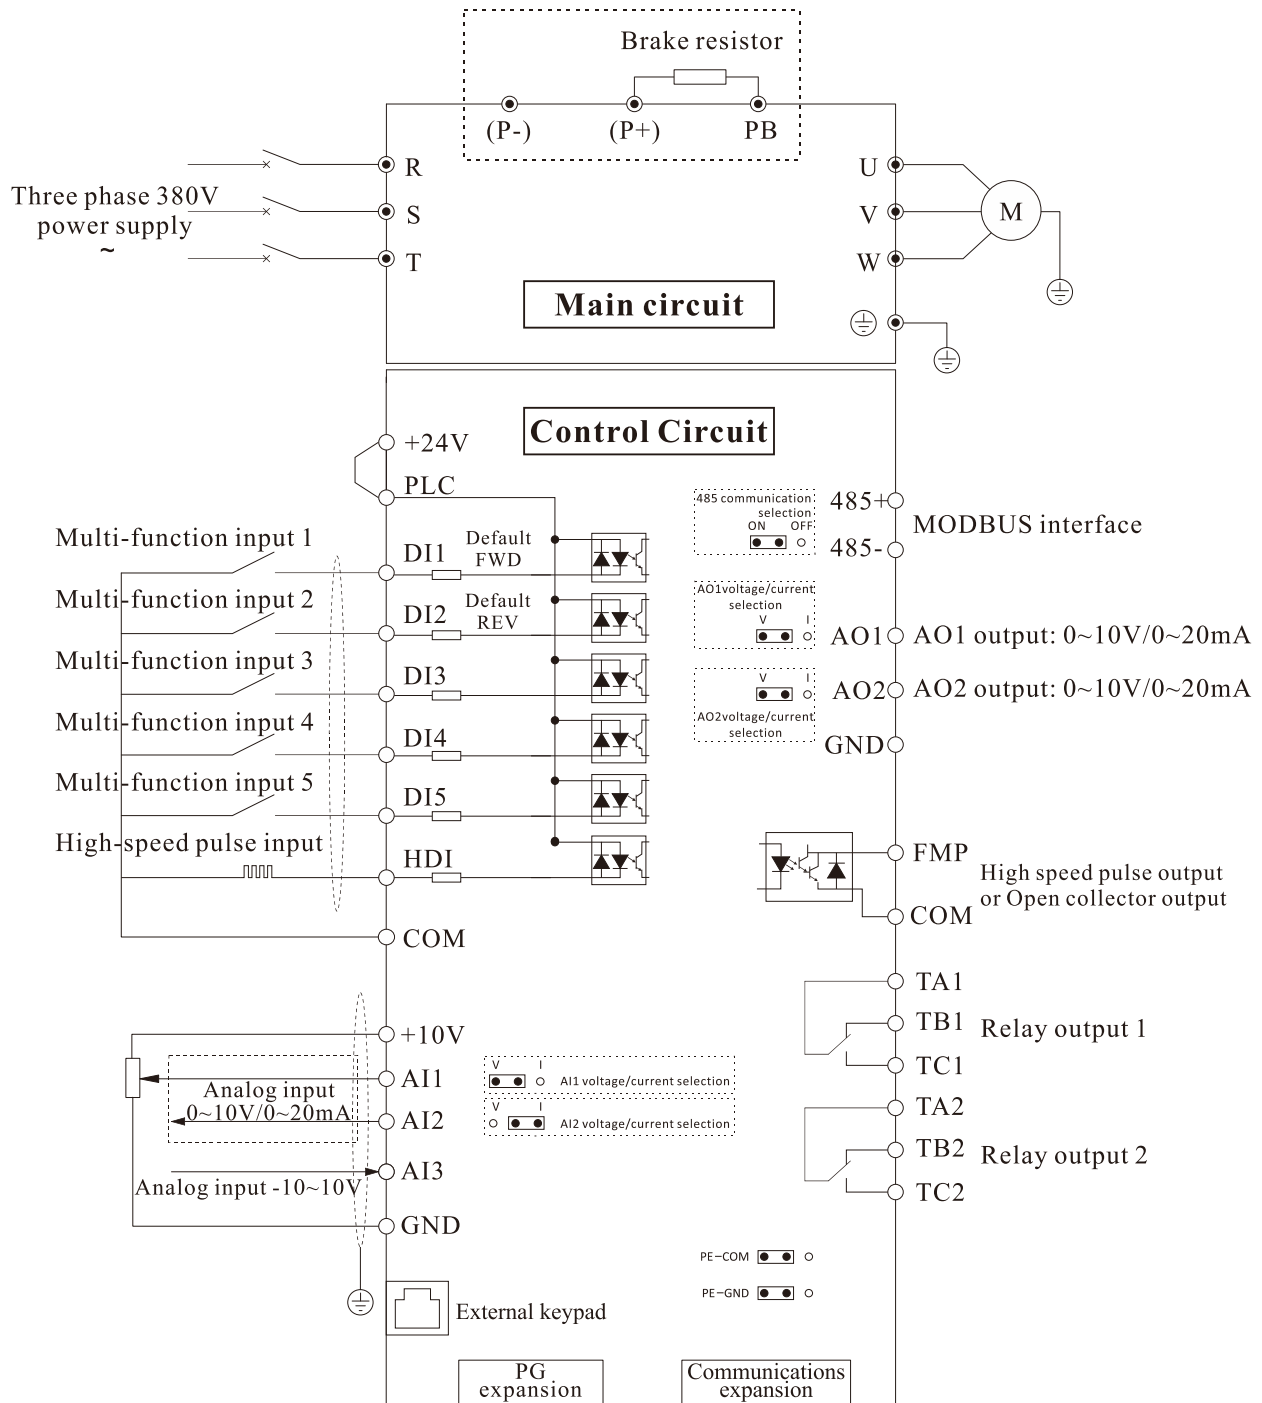 Brake resistor
(P-)
(P+)
PB
Three phase 380V
power supply
~
R
S
T
U
V
W
M
Main circuit
Control Circuit
+24V
PLC
Multi-function input 1
DI1
Default
FWD
Multi-function input 2
DI2
Default
REV
Multi-function input 3
DI3
Multi-function input 4
DI4
Multi-function input 5
DI5
High-speed pulse input
HDI
COM
485 communication
selection
ON OFF
485+
485-
MODBUS interface
AO1voltage/current
selection
V I
AO1
AO1 output: 0~10V/0~20mA
V I
AO2voltage/current
selection
AO2
AO2 output: 0~10V/0~20mA
GND
FMP
COM
High speed pulse output
or Open collector output
TA1
TB1
TC1
Relay output 1
TA2
TB2
TC2
Relay output 2
+10V
AI1
AI2
Analog input
0~10V/0~20mA
AI3
Analog input -10~10V
GND
V I
AI1 voltage/current selection
V I
AI2 voltage/current selection
PE-COM
PE-GND
External keypad
PG
expansion
Communications
expansion